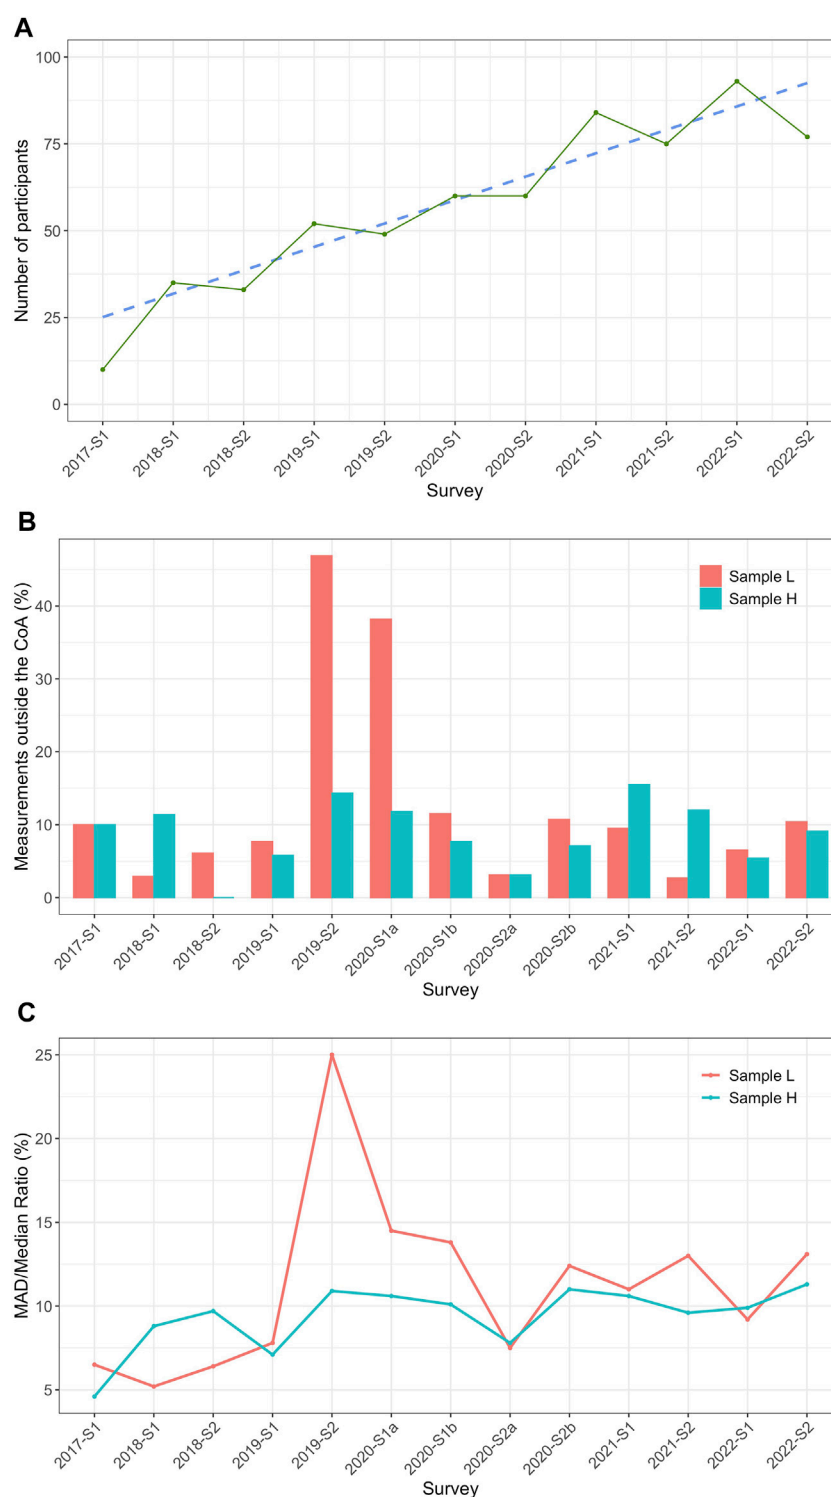 A
Number of participants
100
75
50
25
0
2017-S1
2018-S1
2018-S2
2019-S1
2019-S2
2020-S1
2020-S2
2021-S1
2021-S2
2022-S1
2022-S2
Survey
B
Measurements outside the CoA (%)
40
30
20
10
0
Sample L
Sample H
2017-S1
2018-S1
2018-S2
2019-S1
2019-S2
2020-S1a
2020-S1b
2020-S2a
2020-S2b
2021-S1
2021-S2
2022-S1
2022-S2
Survey
C
MAD/Median Ratio (%)
25
20
15
10
5
Sample L
Sample H
2017-S1
2018-S1
2018-S2
2019-S1
2019-S2
2020-S1a
2020-S1b
2020-S2a
2020-S2b
2021-S1
2021-S2
2022-S1
2022-S2
Survey